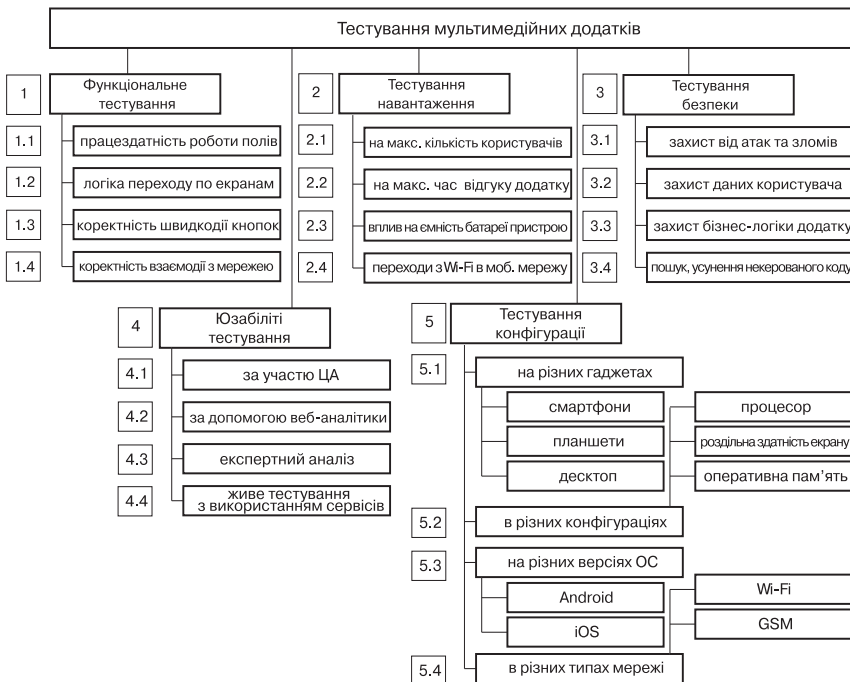 Тестування мультимедійних додатків
1
Функціональне
тестування
1.1
працездатність роботи полів
1.2
логіка переходу по екранам
1.3
коректність швидкодії кнопок
1.4
коректність взаємодії з мережею
2
Тестування
навантаження
2.1
на макс. кількість користувачів
2.2
на макс. час відгуку додатку
2.3
вплив на ємність батареї пристрою
2.4
переходи з Wi-Fi в моб. мережу
3
Тестування
безпеки
3.1
захист від атак та зломів
3.2
захист даних користувача
3.3
захист бізнес-логіки додатку
3.4
пошук, усунення некерованого коду
4
Юзабіліті
тестування
4.1
за участю ЦА
4.2
за допомогою веб-аналітики
4.3
експертний аналіз
4.4
живе тестування
з використанням сервісів
5
Тестування
конфігурації
5.1
на різних гаджетах
смартфони
планшети
десктоп
5.2
в різних конфігураціях
процесор
роздільна здатність екрану
оперативна пам’ять
5.3
на різних версіях ОС
Android
iOS
5.4
в різних типах мережі
Wi-Fi
GSM